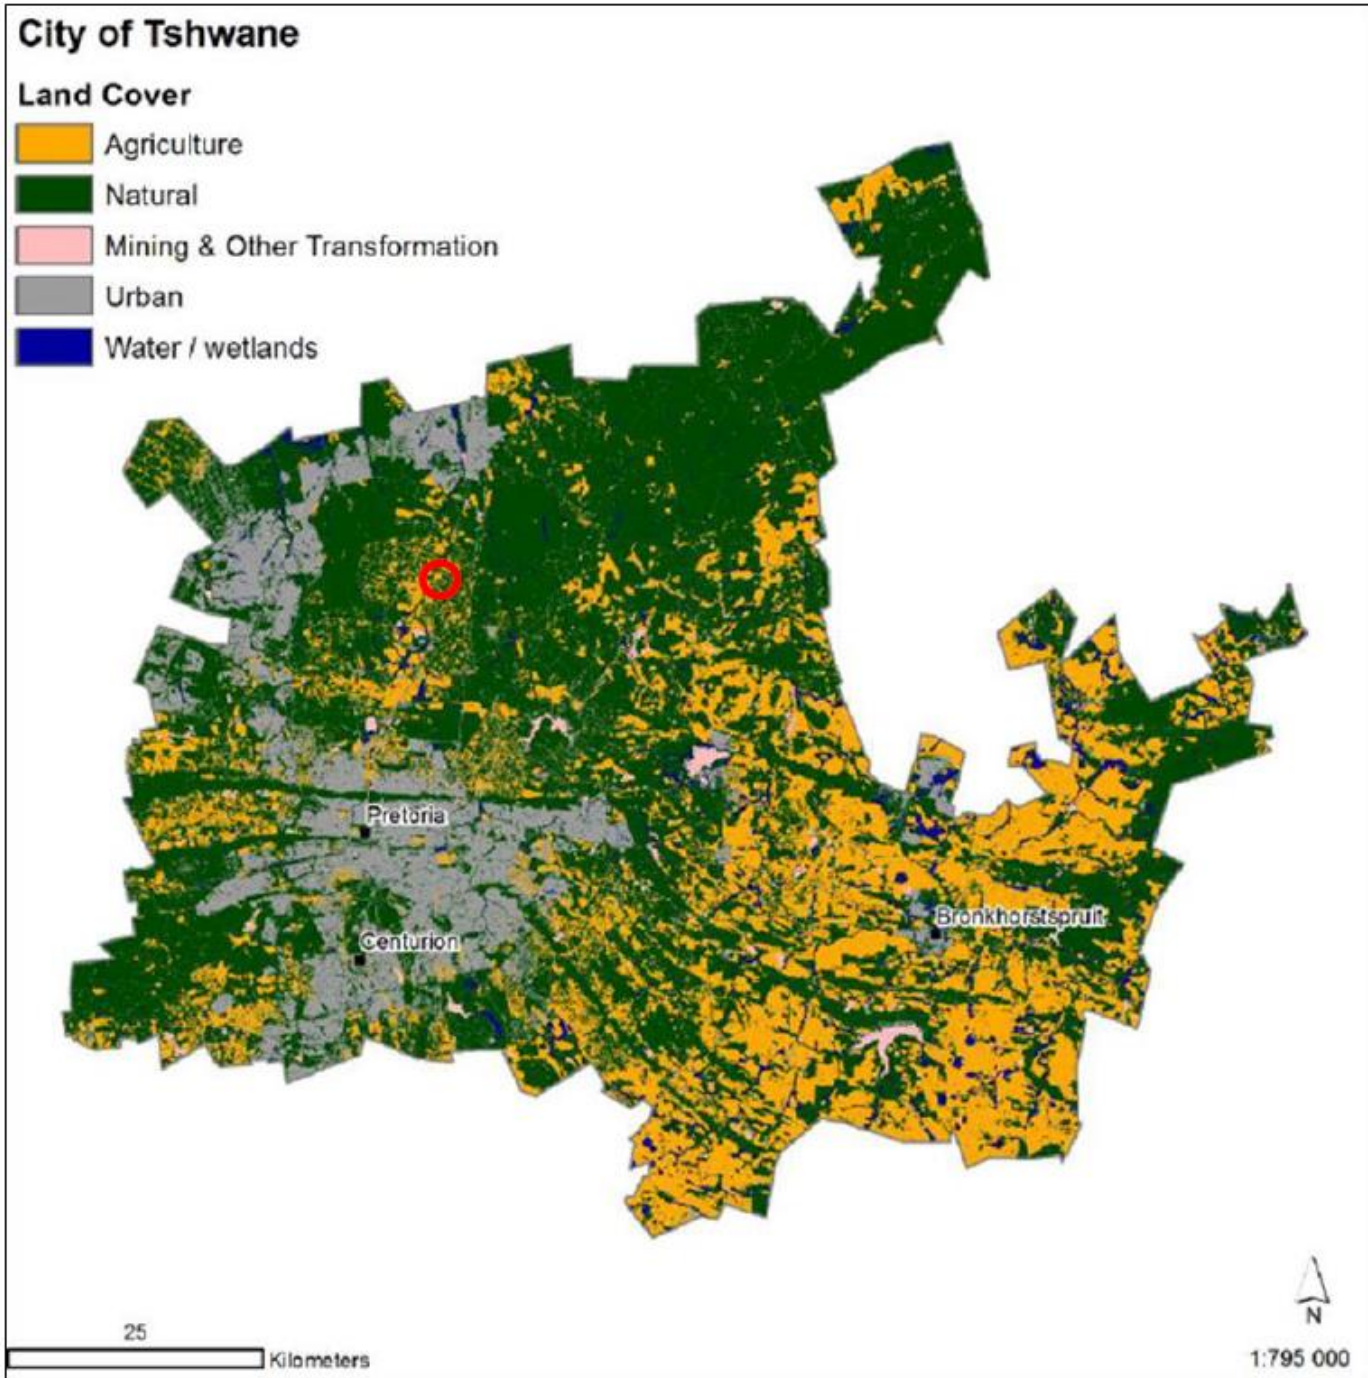 City of Tshwane
Land Cover
Agriculture
Natural
Mining & Other Transformation
Urban
Water / wetlands
Pretoria
Bronkhorstspruit
Centurion
N
25
Kilometers
1:795 000